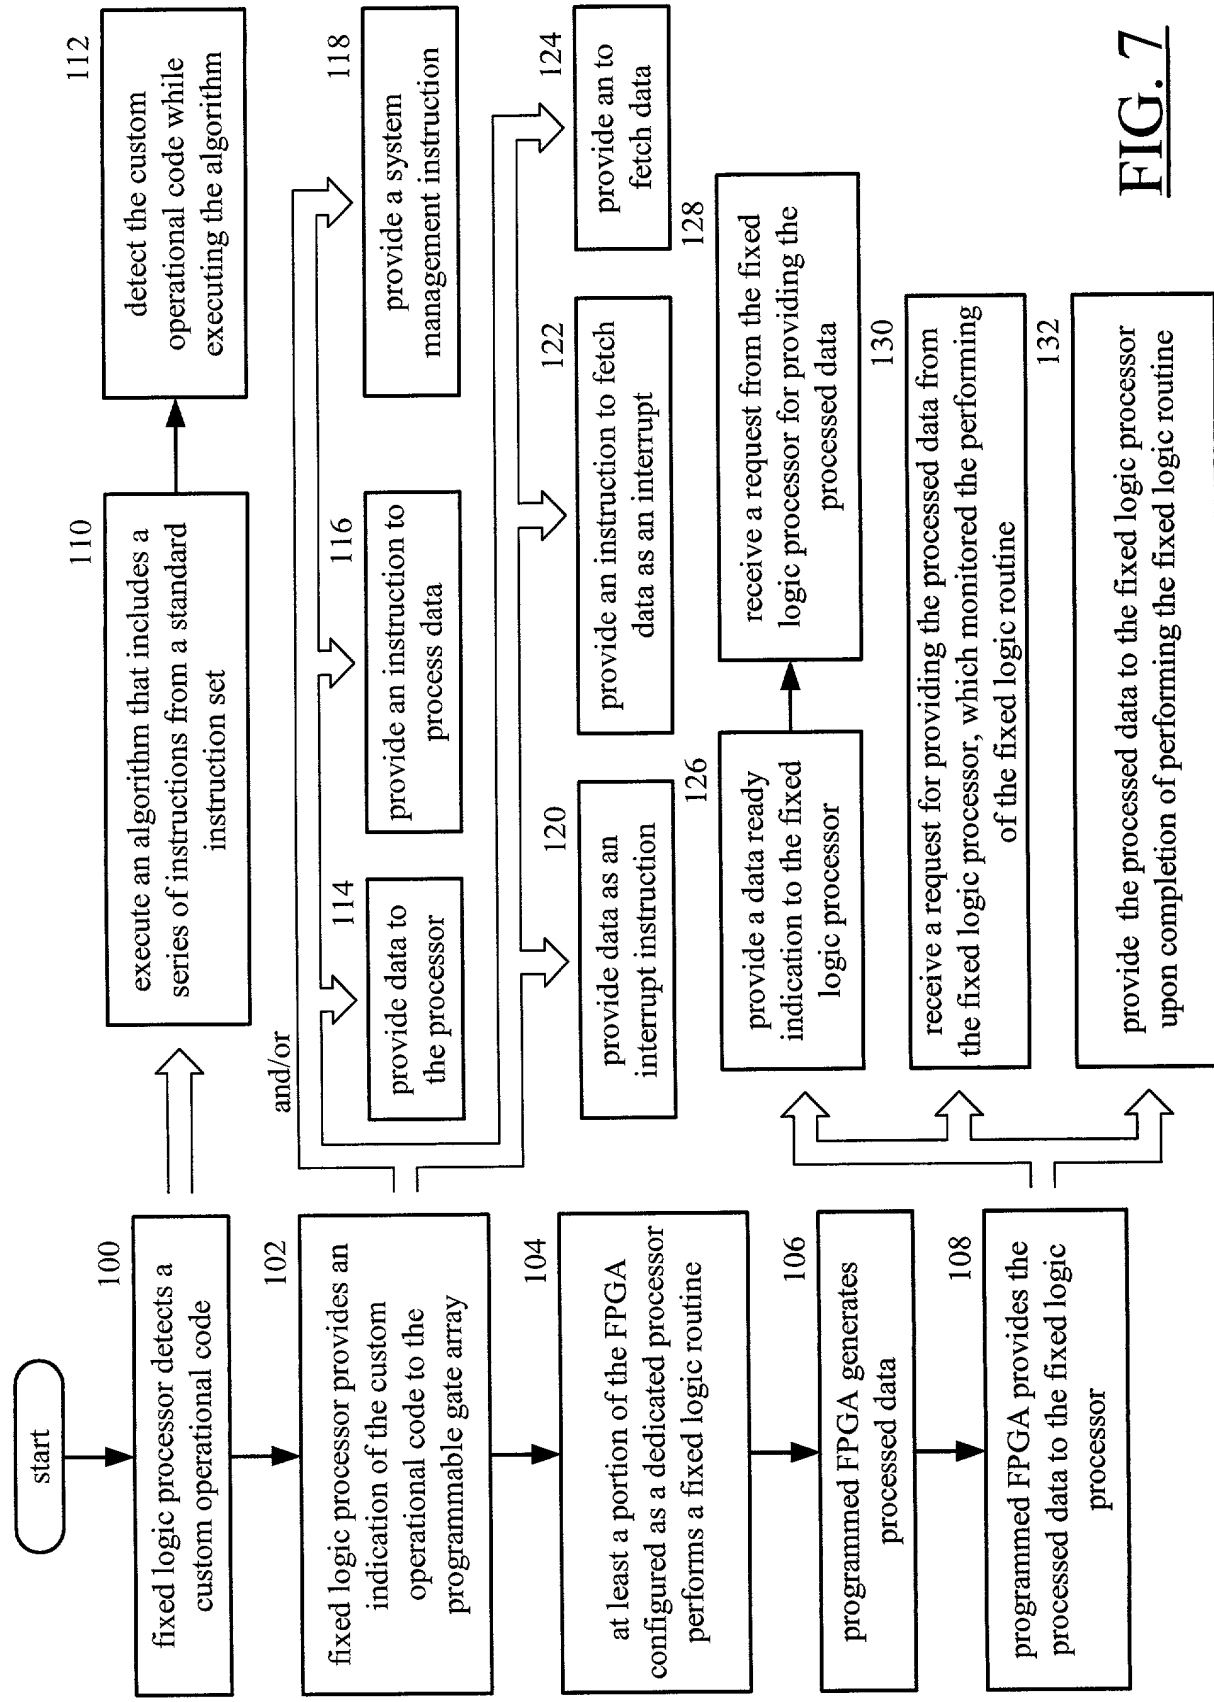 start
100
fixed logic processor detects a
custom operational code
102
fixed logic processor provides an
indication of the custom
operational code to the
programmable gate array
104
at least a portion of the FPGA
configured as a dedicated processor
performs a fixed logic routine
106
programmed FPGA generates
processed data
108
programmed FPGA provides the
processed data to the fixed logic
processor
110
execute an algorithm that includes a
series of instructions from a standard
instruction set
112
detect the custom
operational code while
executing the algorithm
and/or
114
provide data to
the processor
116
provide an instruction to
process data
118
provide a system
management instruction
120
provide data as an
interrupt instruction
122
provide an instruction to fetch
data as an interrupt
124
provide an to
fetch data
126
provide a data ready
indication to the fixed
logic processor
128
receive a request from the fixed
logic processor for providing the
processed data
130
receive a request for providing the processed data from
the fixed logic processor, which monitored the performing
of the fixed logic routine
132
provide the processed data to the fixed logic processor
upon completion of performing the fixed logic routine
FIG. 7